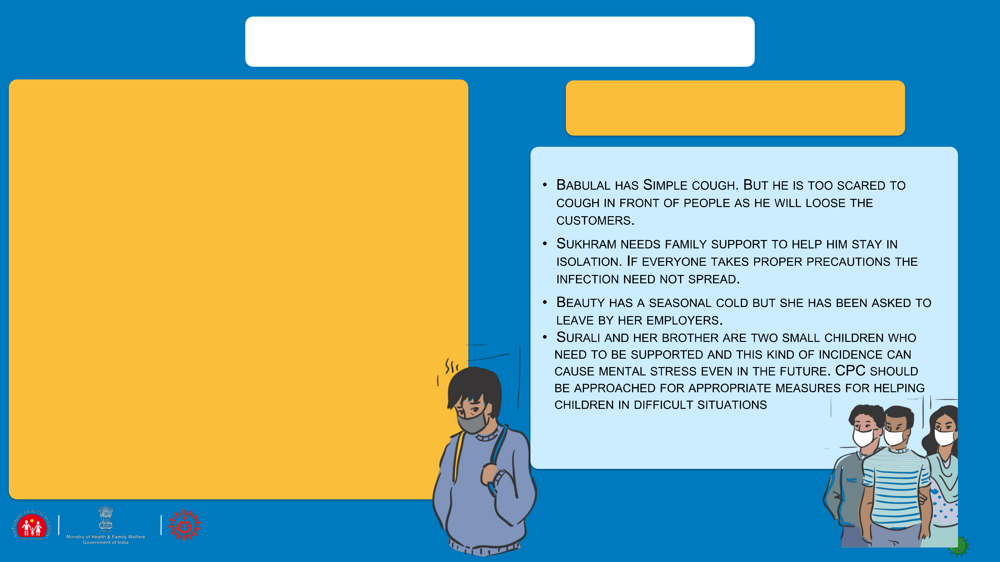 • Babulal has Simple cough. But he is too scared to
cough in front of people as he will loose the
customers.
• Sukhram needs family support to help him stay in
isolation. If everyone takes proper precautions the
infection need not spread.
• Beauty has a seasonal cold but she has been asked to
leave by her employers.
• Surali and her brother are two small children who
need to be supported and this kind of incidence can
cause mental stress even in the future. CPC should
be approached for appropriate measures for helping
children in difficult situations
NATIONAL HEALTH MISSION
Ministry of Health & Family Welfare
Government of India